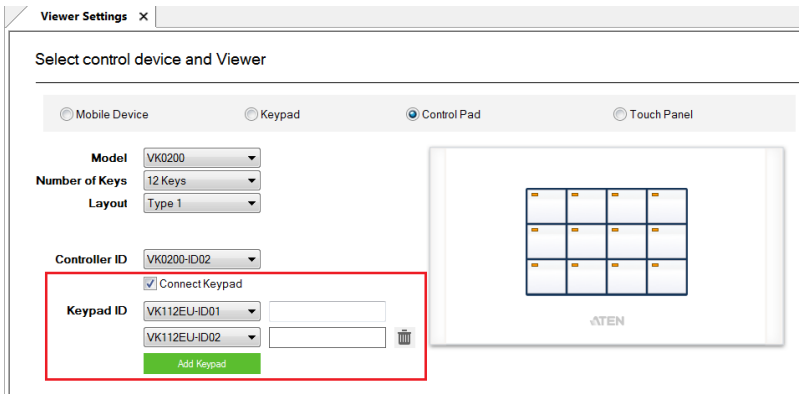 Viewer Settings X
Select control device and Viewer
Mobile Device Keypad Control Pad Touch Panel
Model VK0200
Number of Keys 12 Keys
Layout Type 1
Controller ID VK0200-ID02
Connect Keypad
Keypad ID VK112EU-ID01
VK112EU-ID02
Add Keypad
ATEN